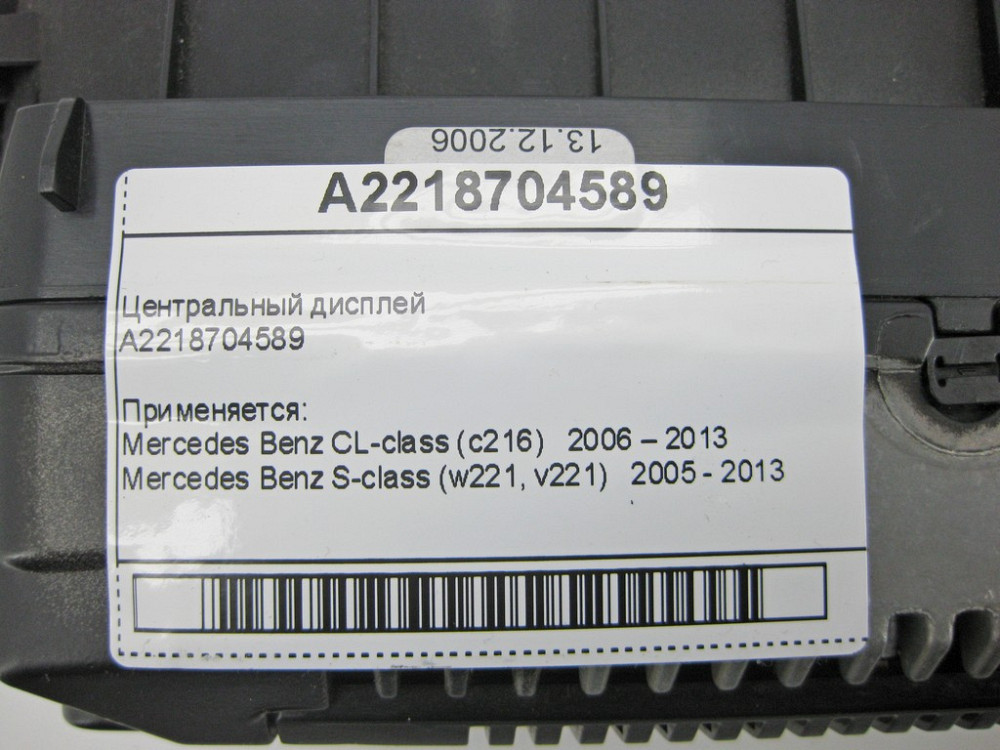 13.12.2006
A2218704589
Центральный дисплей
A2218704589
Применяется:
Mercedes Benz CL-class (c216) 2006 – 2013
Mercedes Benz S-class (w221, v221) 2005 - 2013